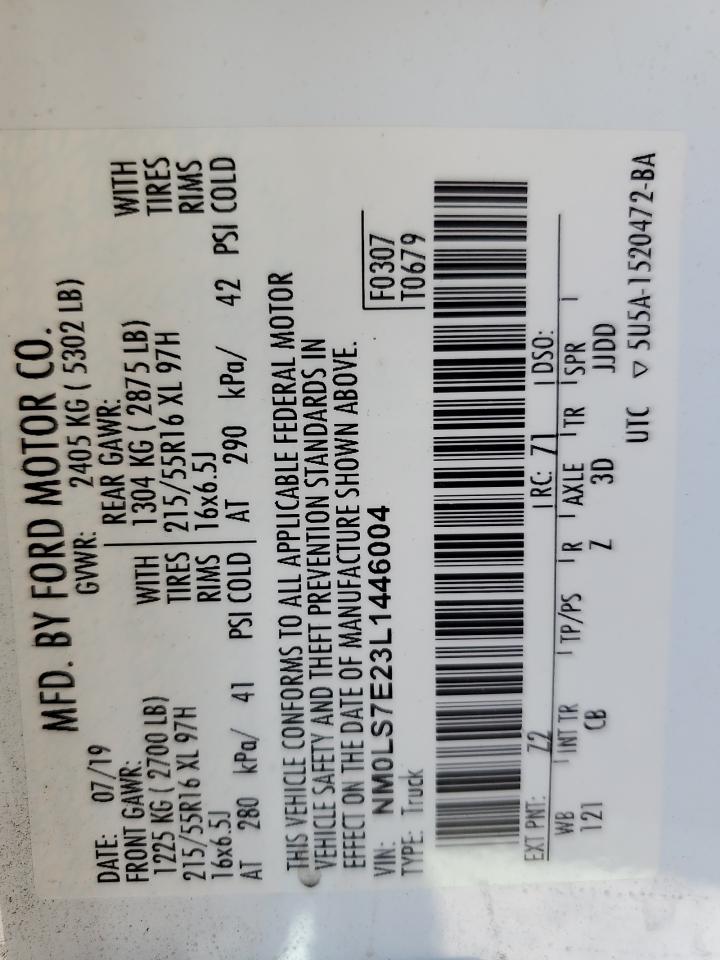 MFD. BY FORD MOTOR CO.
DATE: 07/19 GVWR: 2405 KG ( 5302 LB)
FRONT GAWR: REAR GAWR:
1225 KG ( 2700 LB) WITH 1304 KG ( 2875 LB) WITH
215/55R16 XL 97H TIRES 215/55R16 XL 97H TIRES
16x6.5J RIMS 16x6.5J RIMS
AT 280 kPa/ 41 PSI COLD AT 290 kPa/ 42 PSI COLD
THIS VEHICLE CONFORMS TO ALL APPLICABLE FEDERAL MOTOR
VEHICLE SAFETY AND THEFT PREVENTION STANDARDS IN
EFFECT ON THE DATE OF MANUFACTURE SHOWN ABOVE.
VIN: NM0LS7E23L1446004 F0307
TYPE: Truck T0679
EXT PNT: Z2 RC: 71 DSO:
WB INT TR TP/PS R AXLE TR SPR
121 CB Z 3D JJDD
UTC ▽ 5U5A-1520472-BA